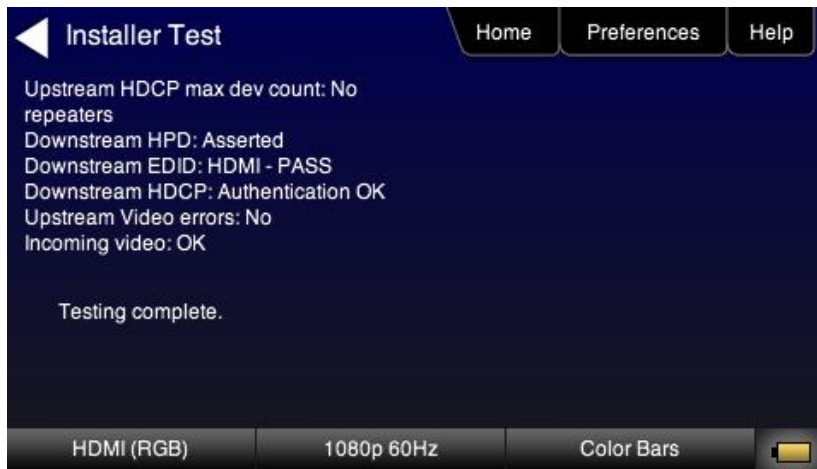 Installer Test
Home
Preferences
Help
Upstream HDCP max dev count: No
repeaters
Downstream HPD: Asserted
Downstream EDID: HDMI - PASS
Downstream HDCP: Authentication OK
Upstream Video errors: No
Incoming video: OK
Testing complete.
HDMI (RGB)
1080p 60Hz
Color Bars